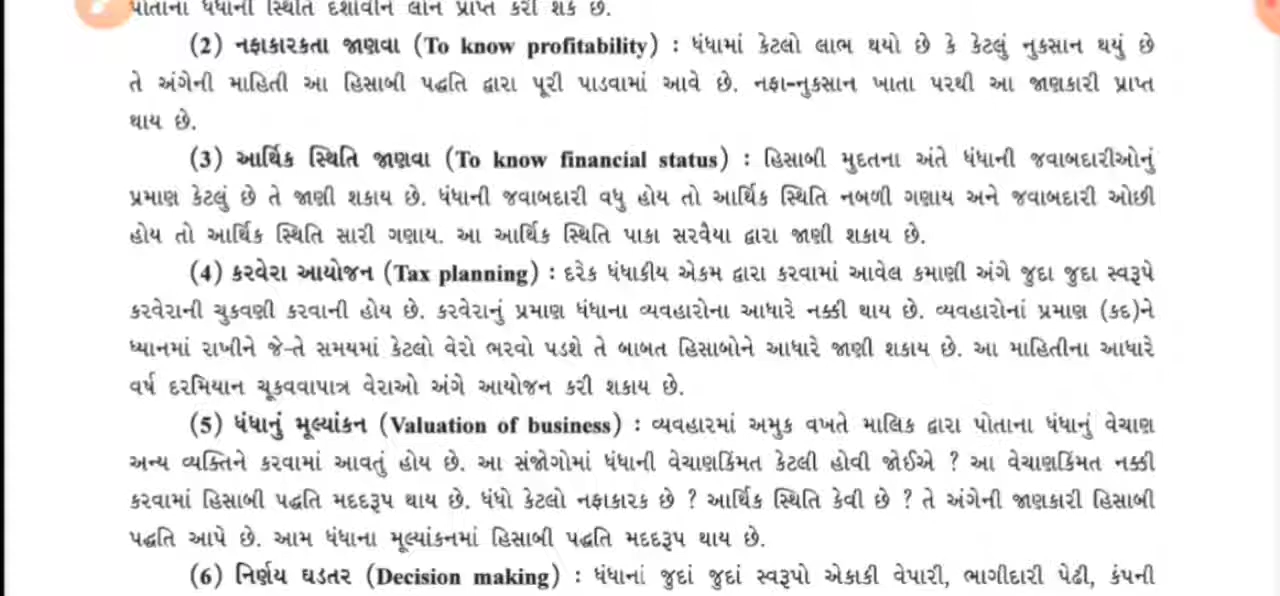 પોતાના ધંધાની સ્થિતિ દર્શાવીને લોન પ્રાપ્ત કરી શકે છે.
(2) નફાકારકતા જાણવા (To know profitability) : ધંધામાં કેટલો લાભ થયો છે કે કેટલું નુકસાન થયું છે
તે અંગેની માહિતી આ હિસાબી પદ્ધતિ દ્વારા પૂરી પાડવામાં આવે છે. નફા-નુકસાન ખાતા પરથી આ જાણકારી પ્રાપ્ત
થાય છે.
(3) આર્થિક સ્થિતિ જાણવા (To know financial status) : હિસાબી મુદતના અંતે ધંધાની જવાબદારીઓનું
પ્રમાણ કેટલું છે તે જાણી શકાય છે. ધંધાની જવાબદારી વધુ હોય તો આર્થિક સ્થિતિ નબળી ગણાય અને જવાબદારી ઓછી
હોય તો આર્થિક સ્થિતિ સારી ગણાય. આ આર્થિક સ્થિતિ પાકા સરવૈયા દ્વારા જાણી શકાય છે.
(4) કરવેરા આયોજન (Tax planning) : દરેક ધંધાકીય એકમ દ્વારા કરવામાં આવેલ કમાણી અંગે જુદા જુદા સ્વરૂપે
કરવેરાની ચુકવણી કરવાની હોય છે. કરવેરાનું પ્રમાણ ધંધાના વ્યવહારોના આધારે નક્કી થાય છે. વ્યવહારોનાં પ્રમાણ (કદ)ને
ધ્યાનમાં રાખીને જે-તે સમયમાં કેટલો વેરો ભરવો પડશે તે બાબત હિસાબોને આધારે જાણી શકાય છે. આ માહિતીના આધારે
વર્ષ દરમિયાન ચૂકવવાપાત્ર વેરાઓ અંગે આયોજન કરી શકાય છે.
(5) ધંધાનું મૂલ્યાંકન (Valuation of business) : વ્યવહારમાં અમુક વખતે માલિક દ્વારા પોતાના ધંધાનું વેચાણ
અન્ય વ્યક્તિને કરવામાં આવતું હોય છે. આ સંજોગોમાં ધંધાની વેચાણકિંમત કેટલી હોવી જોઈએ ? આ વેચાણકિંમત નક્કી
કરવામાં હિસાબી પદ્ધતિ મદદરૂપ થાય છે. ધંધો કેટલો નફાકારક છે ? આર્થિક સ્થિતિ કેવી છે ? તે અંગેની જાણકારી હિસાબી
પદ્ધતિ આપે છે. આમ ધંધાના મૂલ્યાંકનમાં હિસાબી પદ્ધતિ મદદરૂપ થાય છે.
(6) નિર્ણય ઘડતર (Decision making) : ધંધાનાં જુદાં જુદાં સ્વરૂપો એકાકી વેપારી, ભાગીદારી પેઢી, કંપની